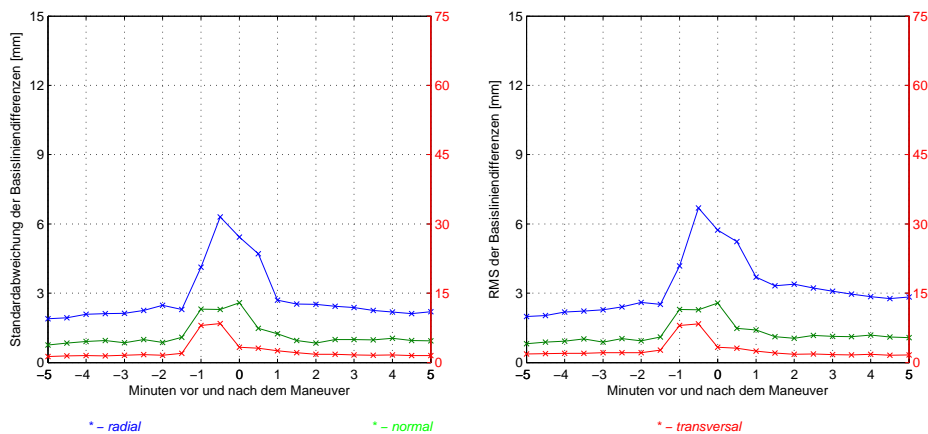 15
12
9
6
3
0
75
60
45
30
15
0
−5 −4 −3 −2 −1 0 1 2 3 4 5
Standardabweichung der Basisliniendifferenzen [mm]
Minuten vor und nach dem Maneuver
15
12
9
6
3
0
75
60
45
30
15
0
−5 −4 −3 −2 −1 0 1 2 3 4 5
RMS der Basisliniendifferenzen [mm]
Minuten vor und nach dem Maneuver
* − radial
* − normal
* − transversal